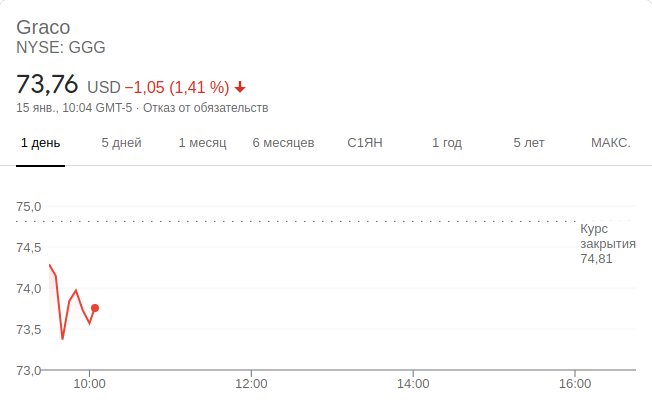 Graco
NYSE: GGG
73,76 USD −1,05 (1,41 %)
15 янв., 10:04 GMT-5 · Отказ от обязательств
1 день 5 дней 1 месяц 6 месяцев С1ЯН 1 год 5 лет МАКС.
75,0
Курс
закрытия
74,81
74,5
74,0
73,5
73,0
10:00 12:00 14:00 16:00